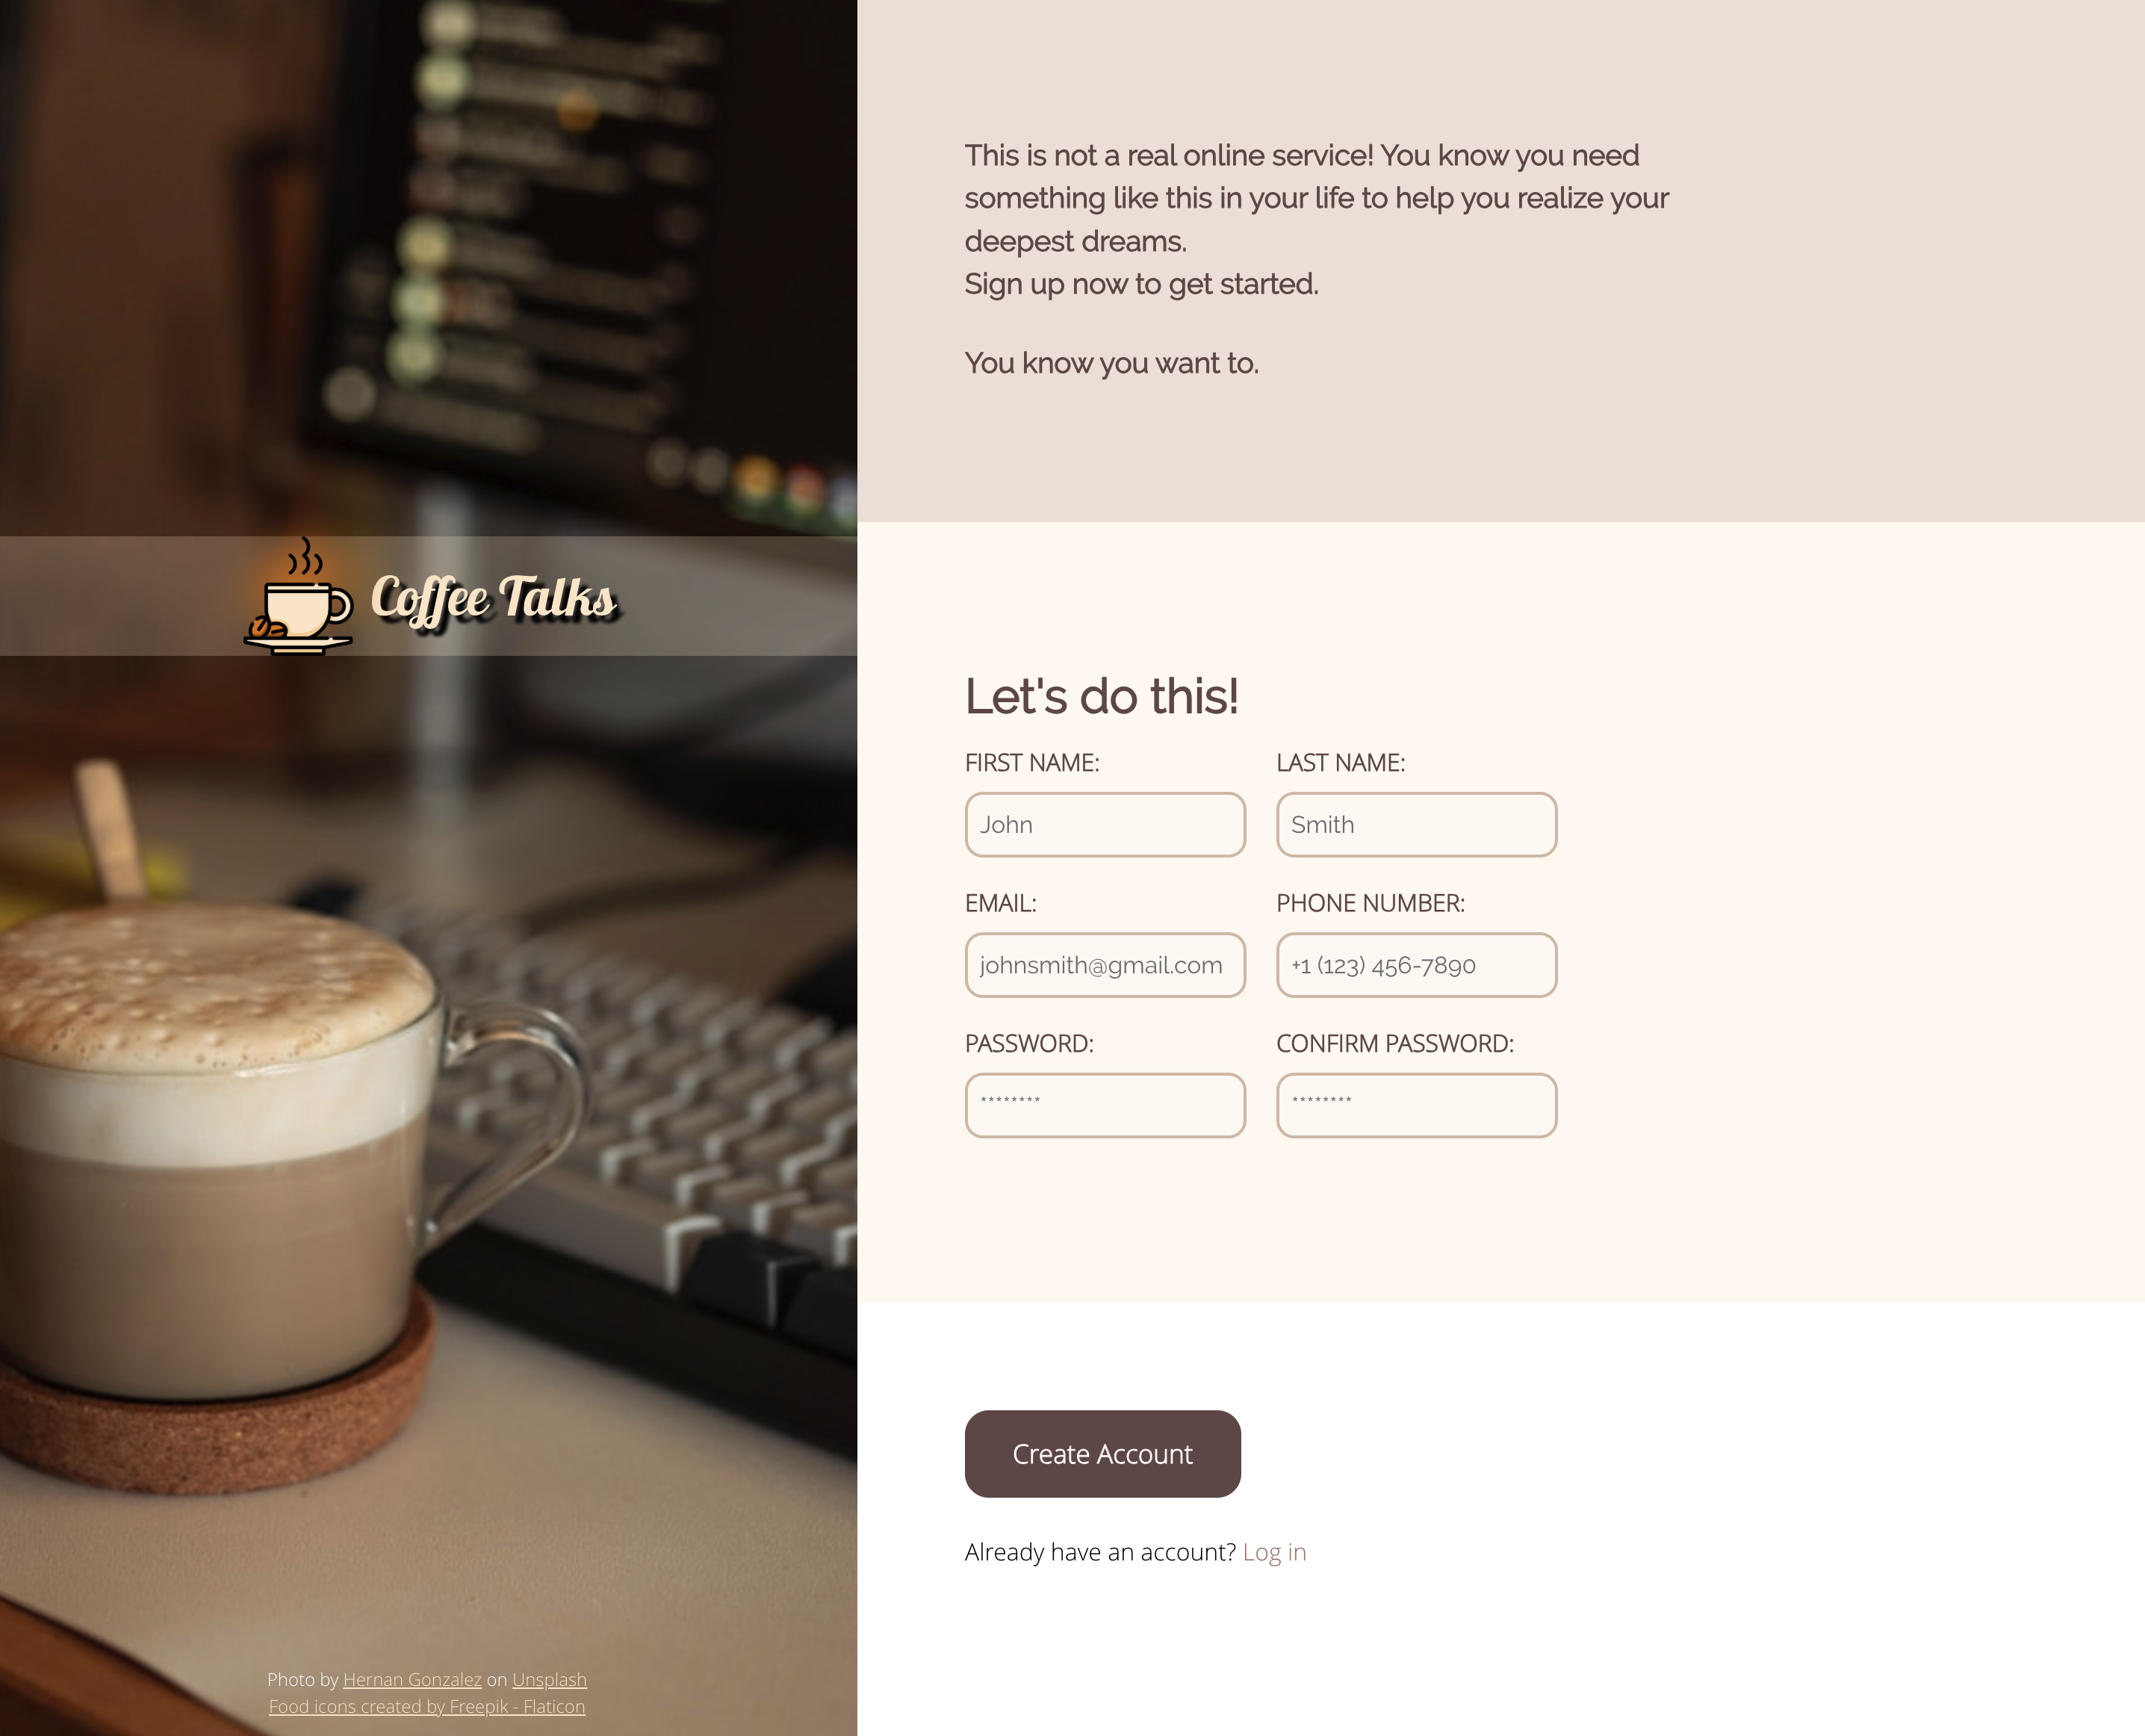 Coffee Talks
Photo by Hernan Gonzalez on Unsplash
Food icons created by Freepik - Flaticon
This is not a real online service! You know you need
something like this in your life to help you realize your
deepest dreams.
Sign up now to get started.
You know you want to.
Let's do this!
FIRST NAME:
LAST NAME:
John
Smith
EMAIL:
PHONE NUMBER:
johnsmith@gmail.com
+1 (123) 456-7890
PASSWORD:
CONFIRM PASSWORD:
********
********
Create Account
Already have an account? Log in